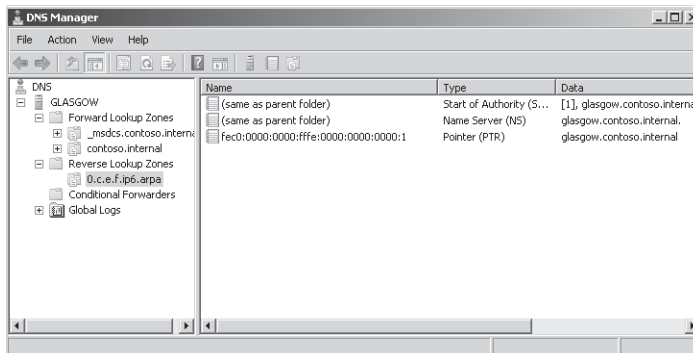 DNS Manager
File Action View Help
DNS
GLASGOW
Forward Lookup Zones
_msdcs.contoso.interna
contoso.internal
Reverse Lookup Zones
0.c.e.f.ip6.arpa
Conditional Forwarders
Global Logs
Name Type Data
(same as parent folder) Start of Authority (S... [1], glasgow.contoso.interna
(same as parent folder) Name Server (NS) glasgow.contoso.internal.
fec0:0000:0000:fffe:0000:0000:0000:1 Pointer (PTR) glasgow.contoso.internal